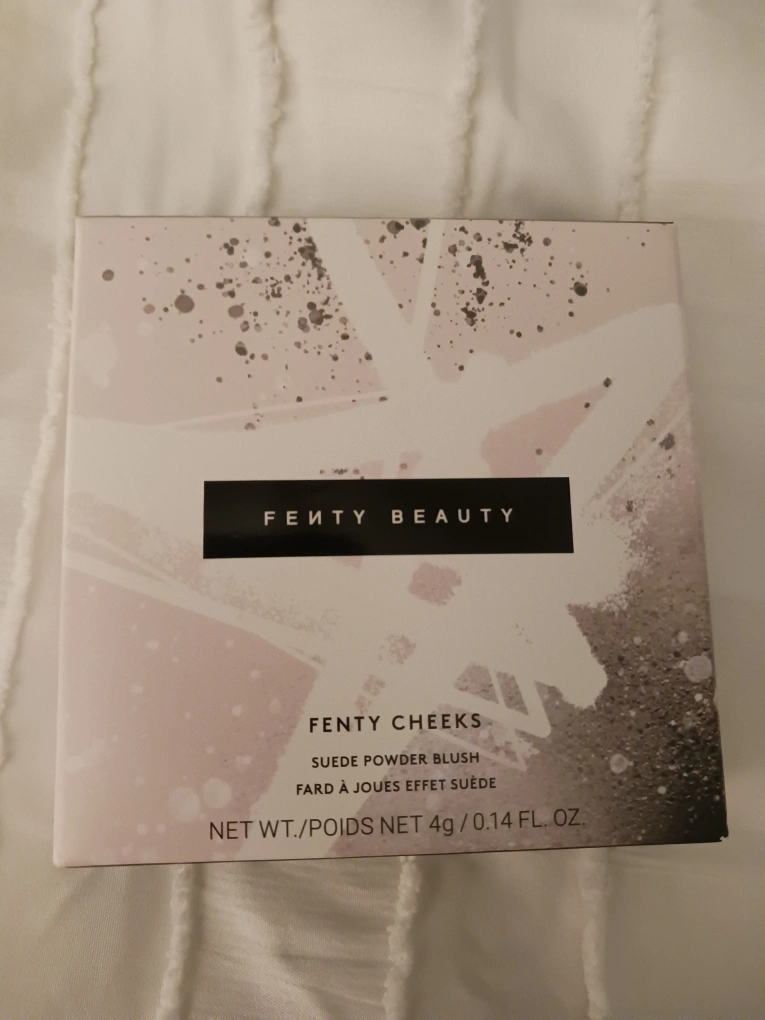 FENTY BEAUTY
FENTY CHEEKS
SUEDE POWDER BLUSH
FARD À JOUES EFFET SUÈDE
NET WT./POIDS NET 4g / 0.14 FL. OZ.